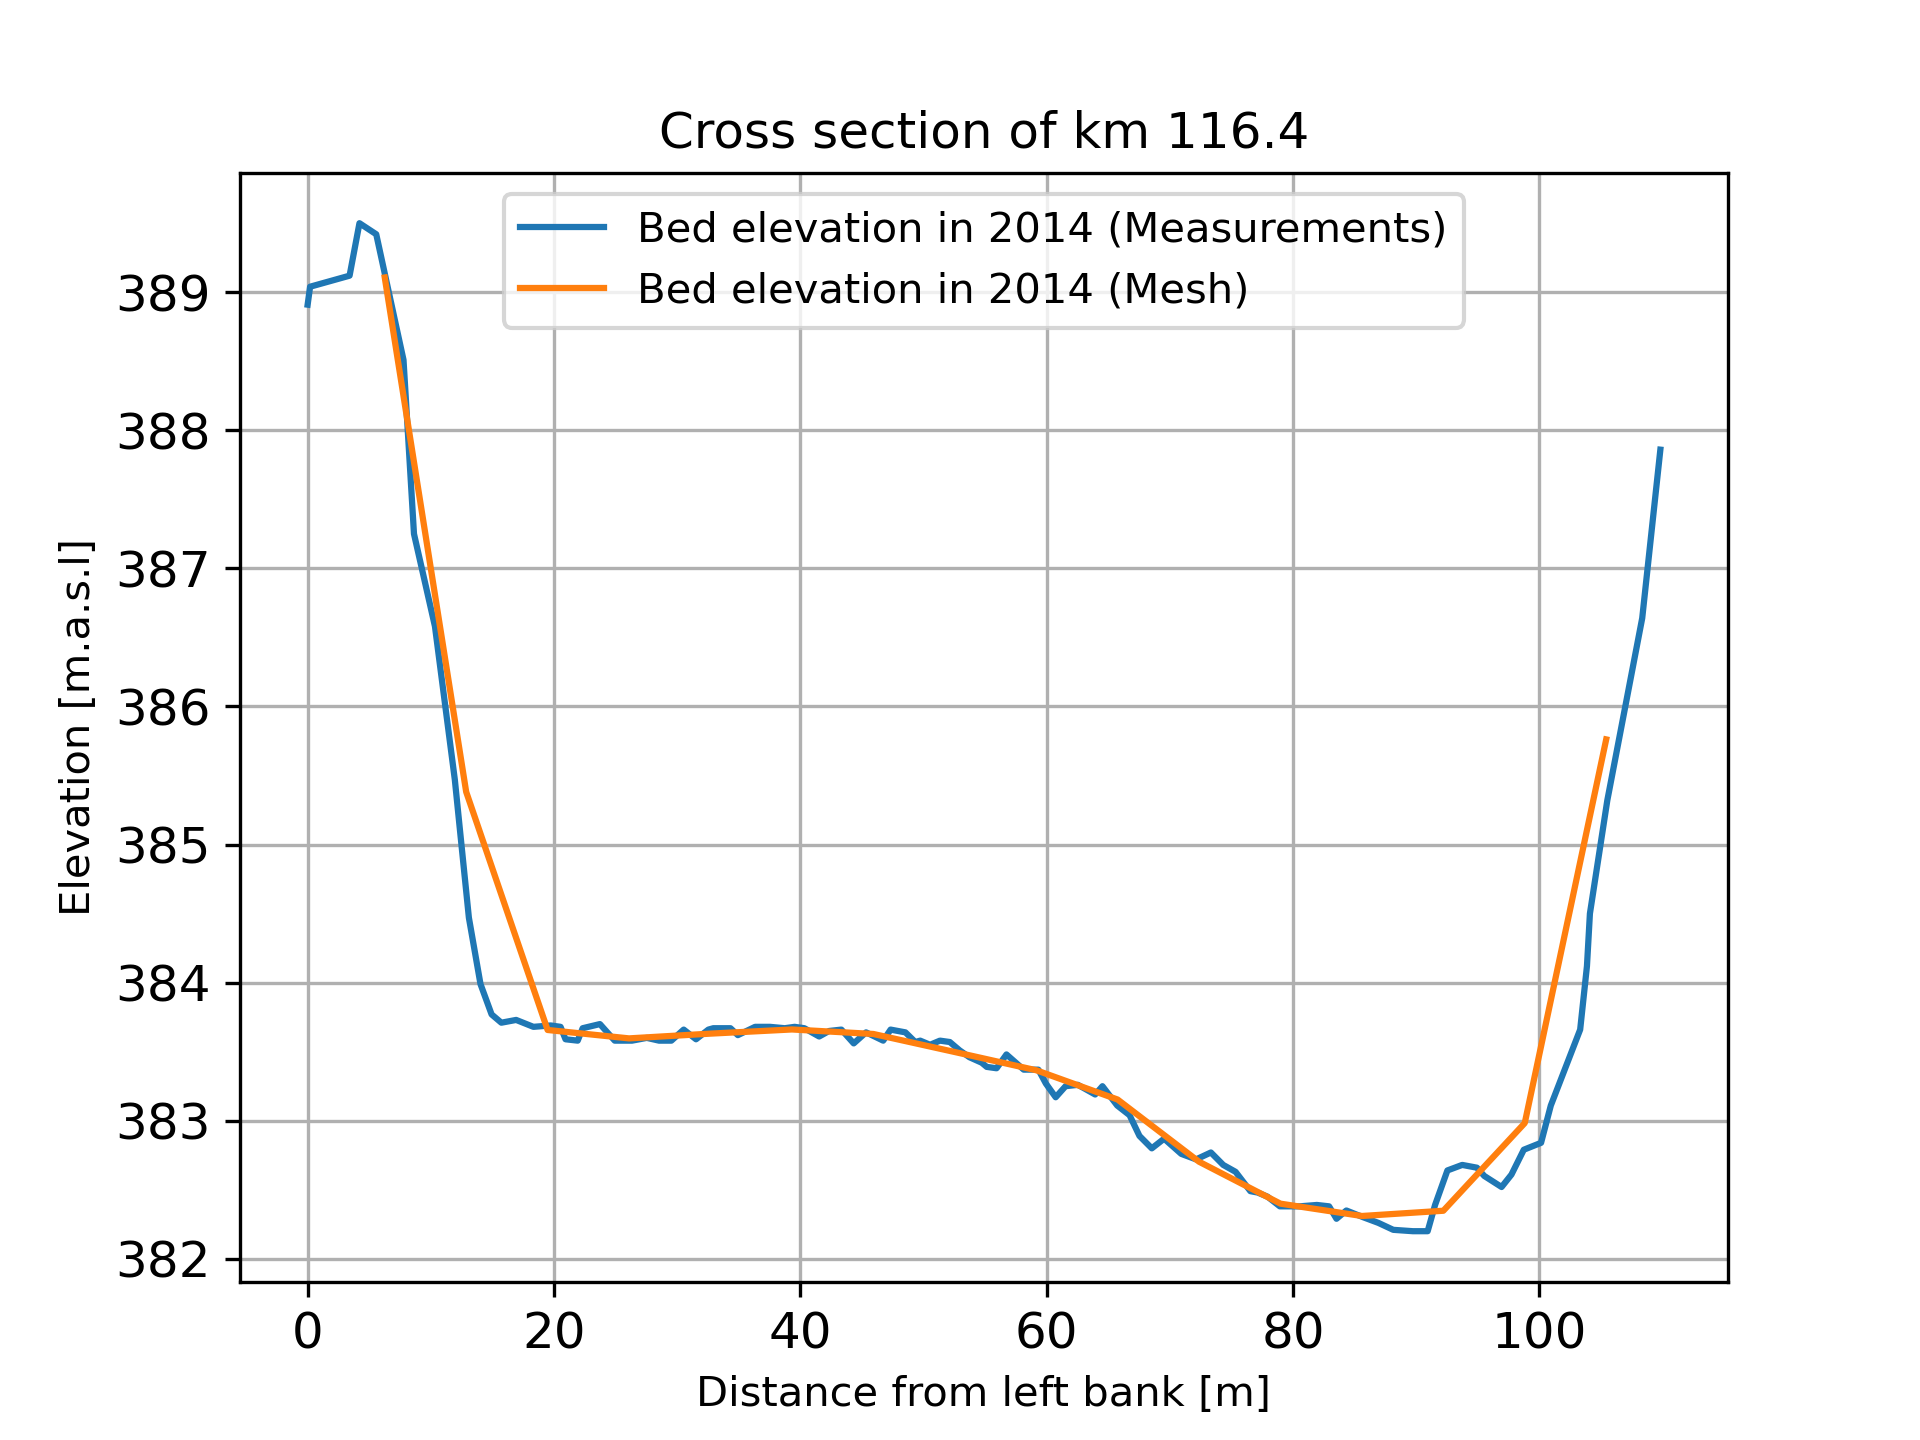 Cross section of km 116.4
Bed elevation in 2014 (Measurements)
Bed elevation in 2014 (Mesh)
389
388
387
386
385
384
383
382
Elevation [m.a.s.l]
0 20 40 60 80 100
Distance from left bank [m]